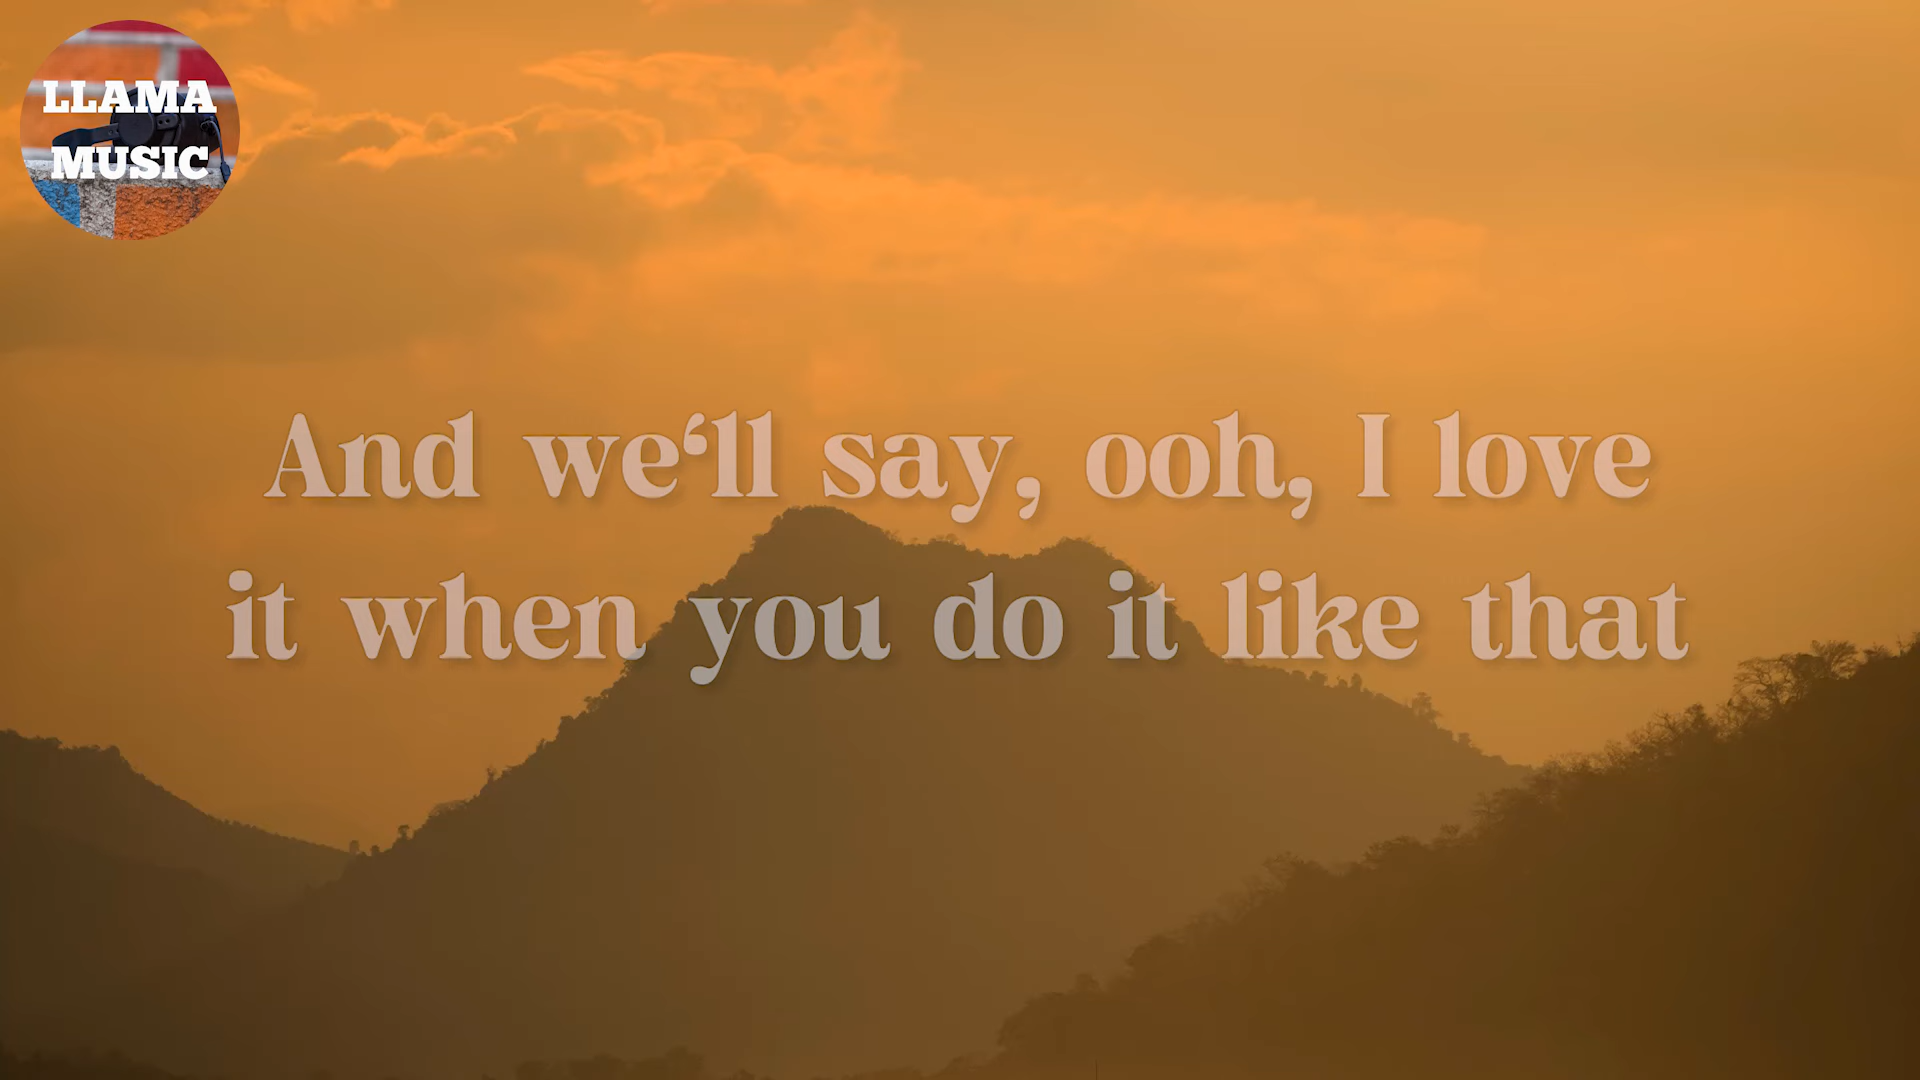 LLAMA
MUSIC
And we‘ll say, ooh, I love
it when you do it like that